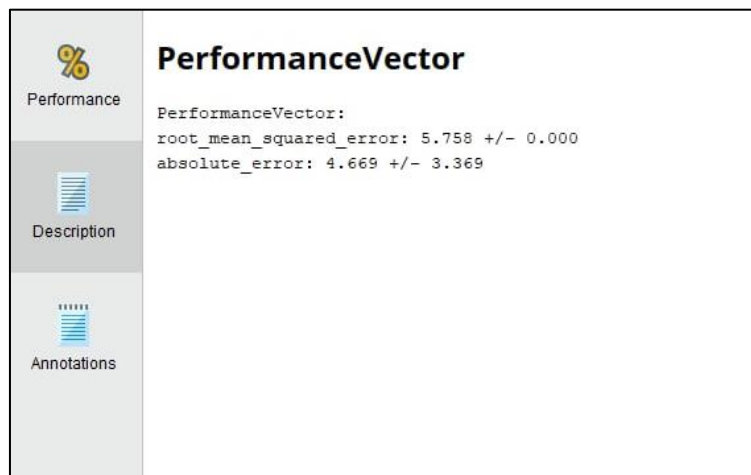 Performance
Description
Annotations
PerformanceVector
PerformanceVector:
root_mean_squared_error: 5.758 +/- 0.000
absolute_error: 4.669 +/- 3.369